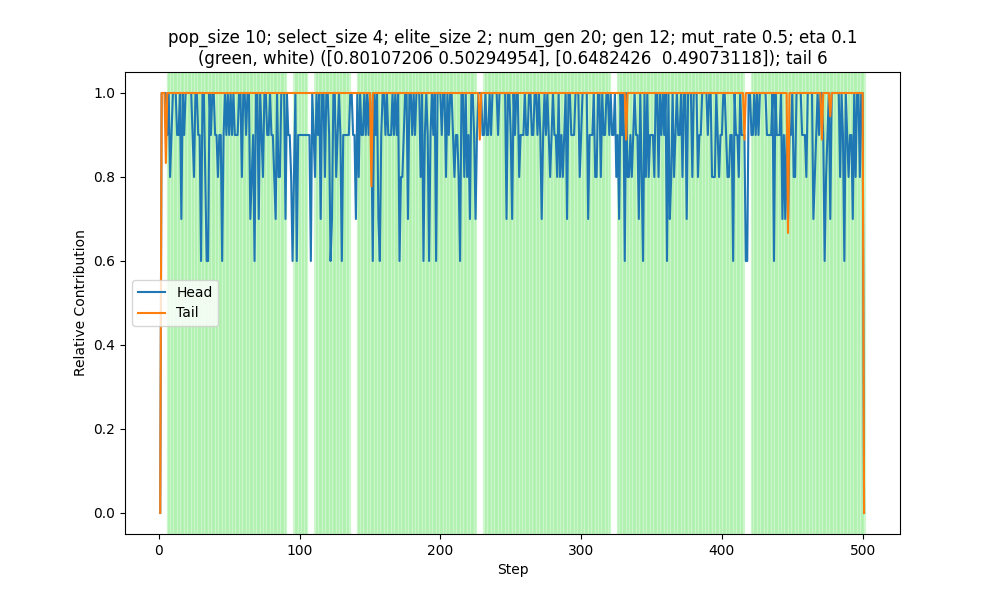 pop_size 10; select_size 4; elite_size 2; num_gen 20; gen 12; mut_rate 0.5; eta 0.1
(green, white) ([0.80107206 0.50294954], [0.6482426  0.49073118]); tail 6
1.0
0.8
0.6
0.4
0.2
0.0
Relative Contribution
Head
Tail
0
100
200
300
400
500
Step